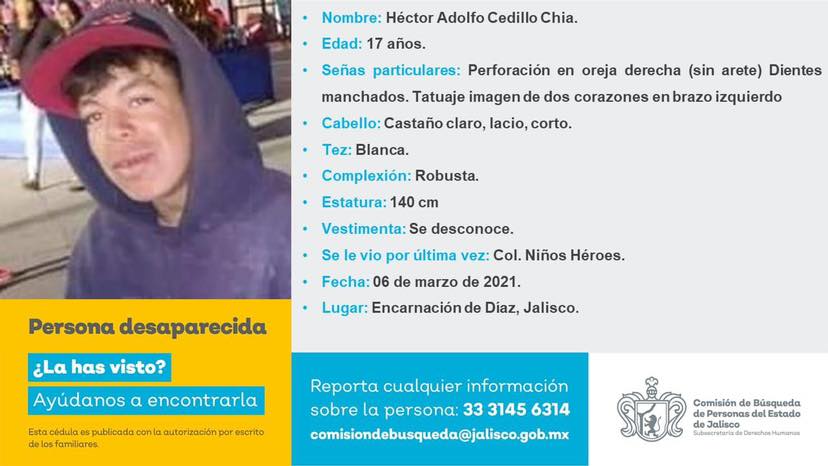 • Nombre: Héctor Adolfo Cedillo Chia.
• Edad: 17 años.
• Señas particulares: Perforación en oreja derecha (sin arete) Dientes
manchados. Tatuaje imagen de dos corazones en brazo izquierdo
• Cabello: Castaño claro, lacio, corto.
• Tez: Blanca.
• Complexión: Robusta.
• Estatura: 140 cm
• Vestimenta: Se desconoce.
• Se le vio por última vez: Col. Niños Héroes.
• Fecha: 06 de marzo de 2021.
• Lugar: Encarnación de Diaz, Jalisco.
Persona desaparecida
¿La has visto?
Ayúdanos a encontrarla
Esta cédula es publicada con la autorización por escrito
de los familiares.
Reporta cualquier información
sobre la persona: 33 3145 6314
comisiondebusqueda@jalisco.gob.mx
Comisión de Búsqueda
de Personas del Estado
de Jalisco
Subsecretaría de Derechos Humanos